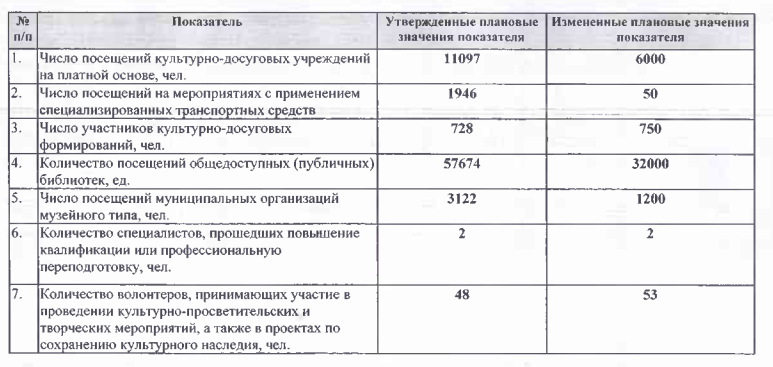 № Показатель Утвержденные плановые Измененные плановые значения
п/п значения показателя показателя
1. Число посещений культурно-досуговых учреждений 11097 6000
на платной основе, чел.
2. Число посещений на мероприятиях с применением 1946 50
специализированных транспортных средств
3. Число участников культурно-досуговых 728 750
формирований, чел.
4. Количество посещений общедоступных (публичных) 57674 32000
библиотек, ед.
5. Число посещений муниципальных организаций 3122 1200
музейного типа, чел.
6. Количество специалистов, прошедших повышение 2 2
квалификации или профессиональную
переподготовку, чел.
7. Количество волонтеров, принимающих участие в 48 53
проведении культурно-просветительских и
творческих мероприятий, а также в проектах по
сохранению культурного наследия, чел.